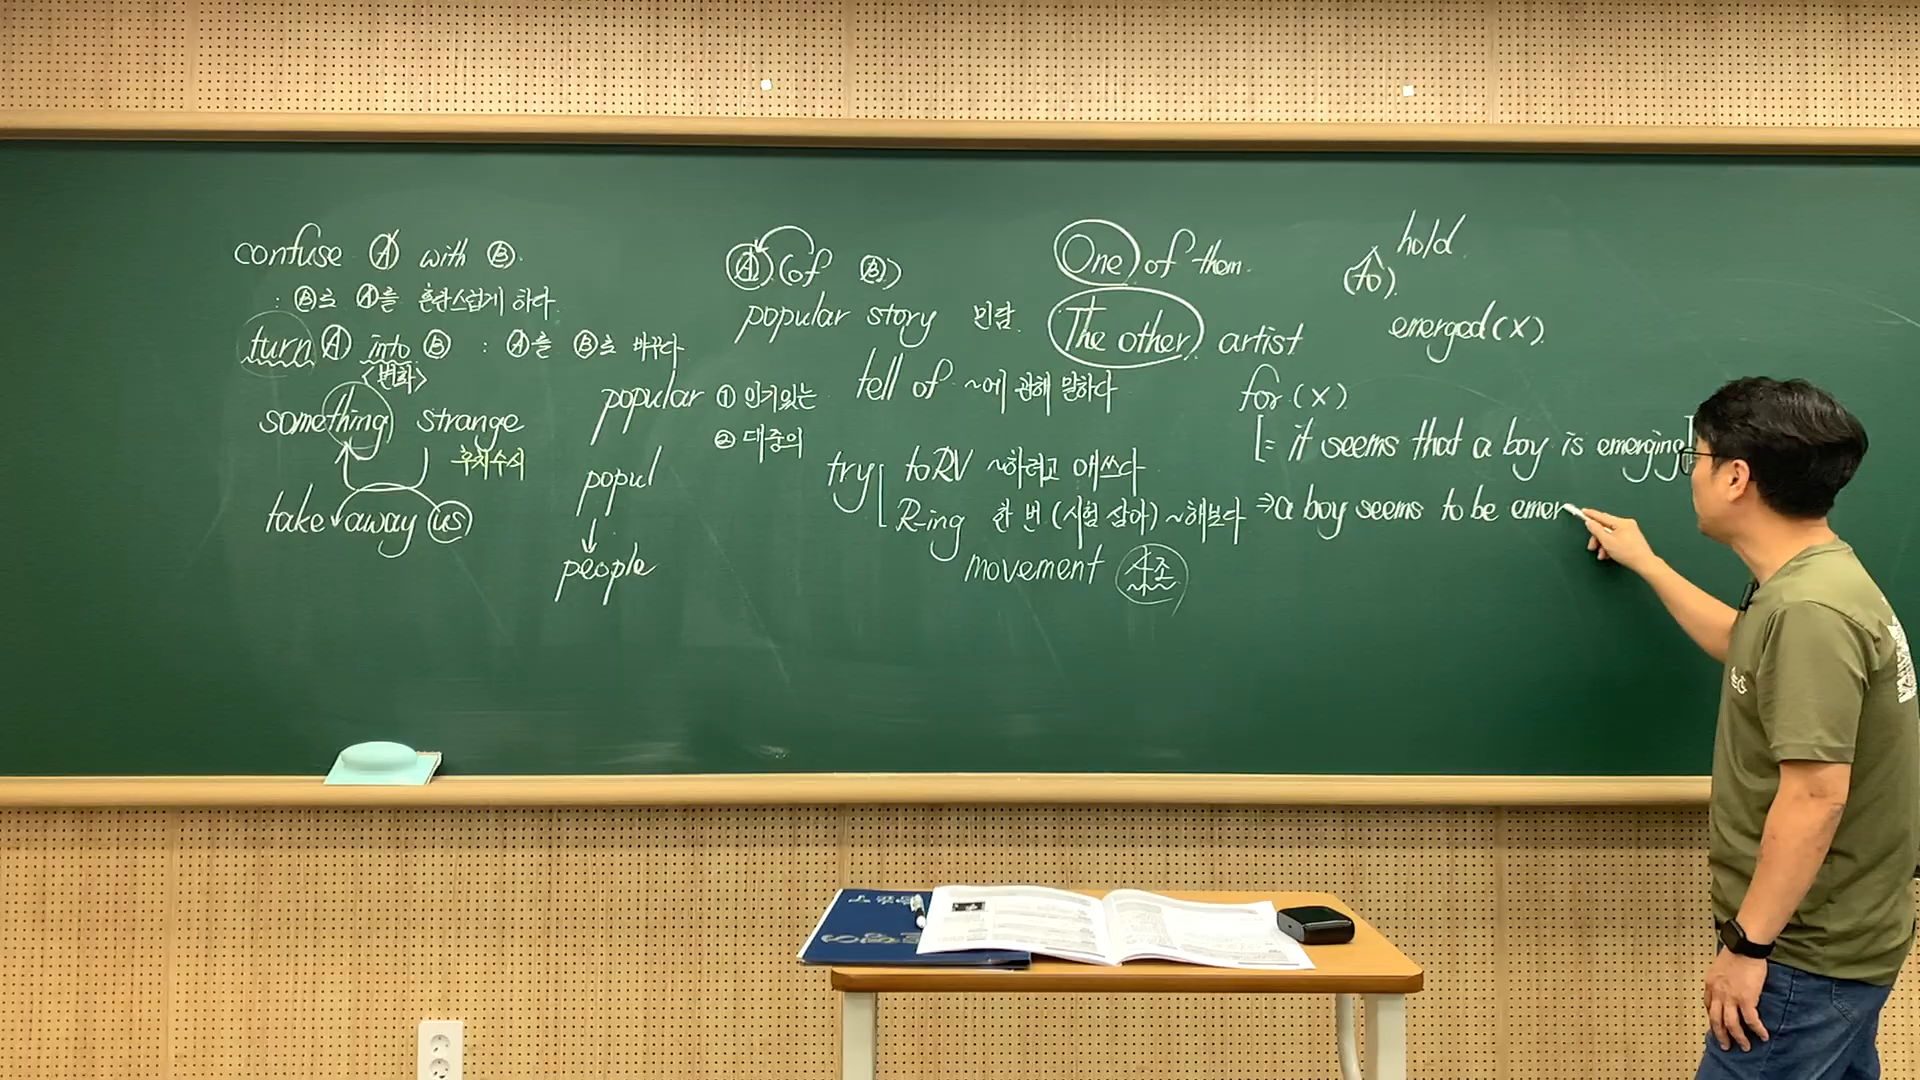 confuse Ⓐ with Ⓑ.
: Ⓑ로 Ⓐ를 혼란스럽게 하다
turn Ⓐ into Ⓑ : Ⓐ를 Ⓑ로 바꾸다
<변화>
something strange
후치수식
take away us
popular ① 인기있는
② 대중의
popul
people
Ⓐ (of Ⓑ)
popular story 민담.
tell of ~에 관해 말하다
try toRV ~하려고 애쓰다
R-ing 한 번 (시험 삼아) ~해보다
movement 사조
One of them.
The other artist
hold.
(to).
emerged (X).
for (X).
[= it seems that a boy is emerging]
⇒ a boy seems to be emer